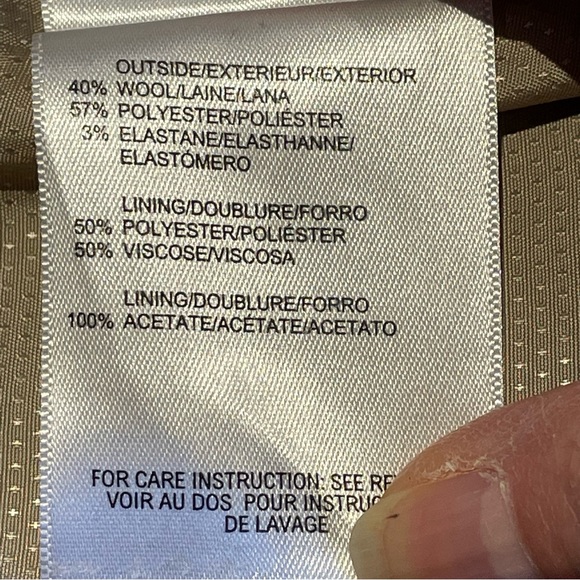 OUTSIDE/EXTERIEUR/EXTERIOR
40% WOOL/LAINE/LANA
57% POLYESTER/POLIÉSTER
3% ELASTANE/ELASTHANNE/
ELASTÓMERO
LINING/DOUBLURE/FORRO
50% POLYESTER/POLIÉSTER
50% VISCOSE/VISCOSA
LINING/DOUBLURE/FORRO
100% ACETATE/ACÉTATE/ACETATO
FOR CARE INSTRUCTION: SEE
VOIR AU DOS POUR
DE LAVAGE